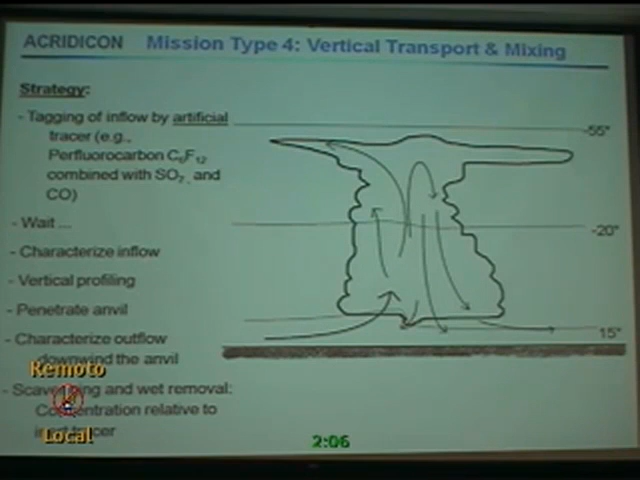 ACRIDICON Mission Type 4: Vertical Transport & Mixing
Strategy:
- Tagging of inflow by artificial
tracer (e.g.,
Perfluorocarbon C6F12
combined with SO2, and
CO)
- Wait ...
- Characterize inflow
- Vertical profiling
- Penetrate anvil
- Characterize outflow
downwind the anvil
- Scavenging and wet removal:
Concentration relative to
inert tracer
-55°
-20°
15°
Remoto
Local
2:06